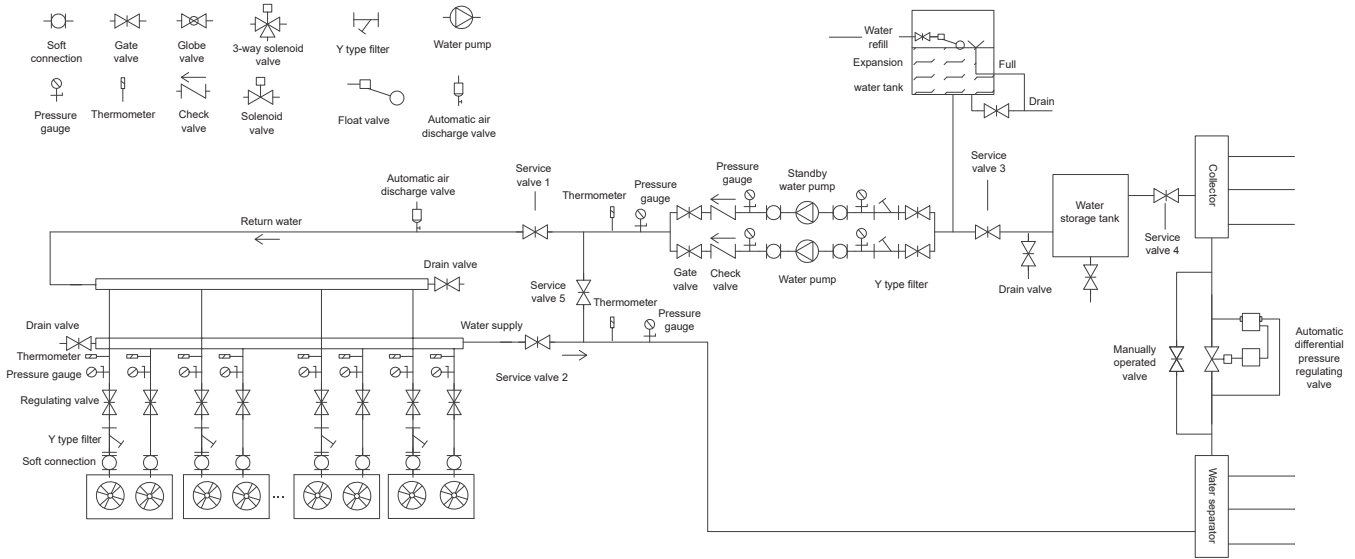 Soft
connection
Gate
valve
Globe
valve
3-way solenoid
valve
Y type filter
Water pump
Pressure
gauge
Thermometer
Check
valve
Solenoid
valve
Float valve
Automatic air
discharge valve
Water
refill
Expansion
water tank
Full
Drain
Automatic air
discharge valve
Service
valve 1
Thermometer
Pressure
gauge
Pressure
gauge
Standby
water pump
Service
valve 3
Water
storage tank
Service
valve 4
Collector
Return water
Gate
valve
Check
valve
Water pump
Y type filter
Drain valve
Drain valve
Service
valve 5
Thermometer
Pressure
gauge
Drain valve
Water supply
Service valve 2
Thermometer
Pressure gauge
Regulating valve
Y type filter
Soft connection
...
Manually
operated
valve
Automatic
differential
pressure
regulating
valve
Water separator